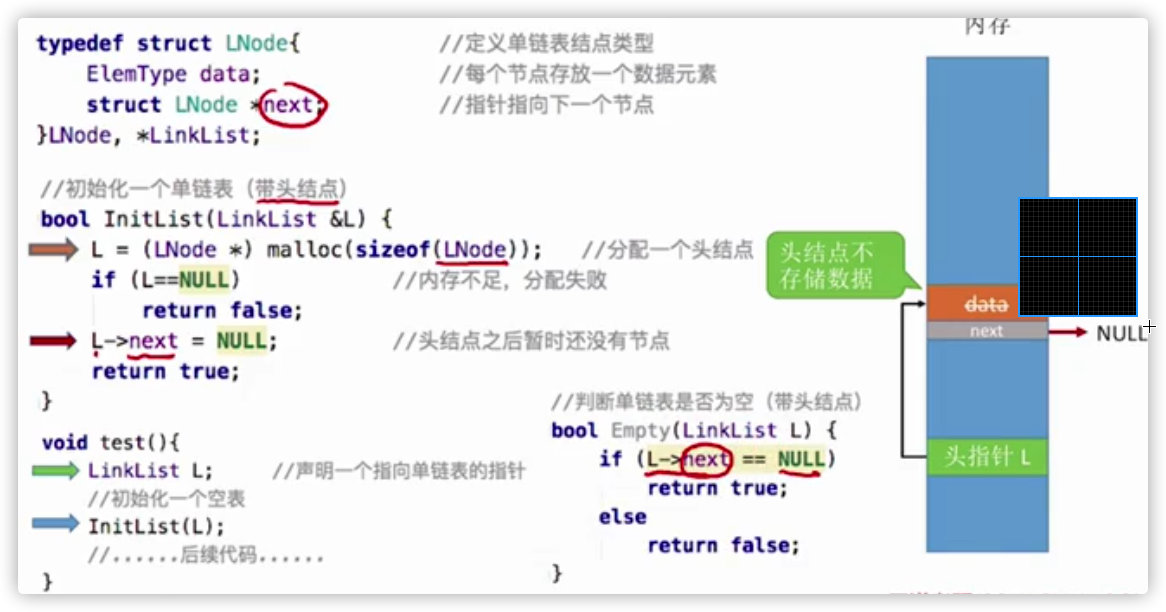 typedef struct LNode{ //定义单链表结点类型
ElemType data; //每个节点存放一个数据元素
struct LNode *next; //指针指向下一个节点
}LNode, *LinkList;
//初始化一个单链表（带头结点）
bool InitList(LinkList &L) {
L = (LNode *) malloc(sizeof(LNode)); //分配一个头结点
if (L==NULL) //内存不足，分配失败
return false;
L->next = NULL; //头结点之后暂时还没有节点
return true;
}
void test(){
LinkList L; //声明一个指向单链表的指针
//初始化一个空表
InitList(L);
//......后续代码......
}
//判断单链表是否为空（带头结点）
bool Empty(LinkList L) {
if (L->next == NULL)
return true;
else
return false;
}
内存
头结点不
存储数据
data
next
NULL
头指针 L